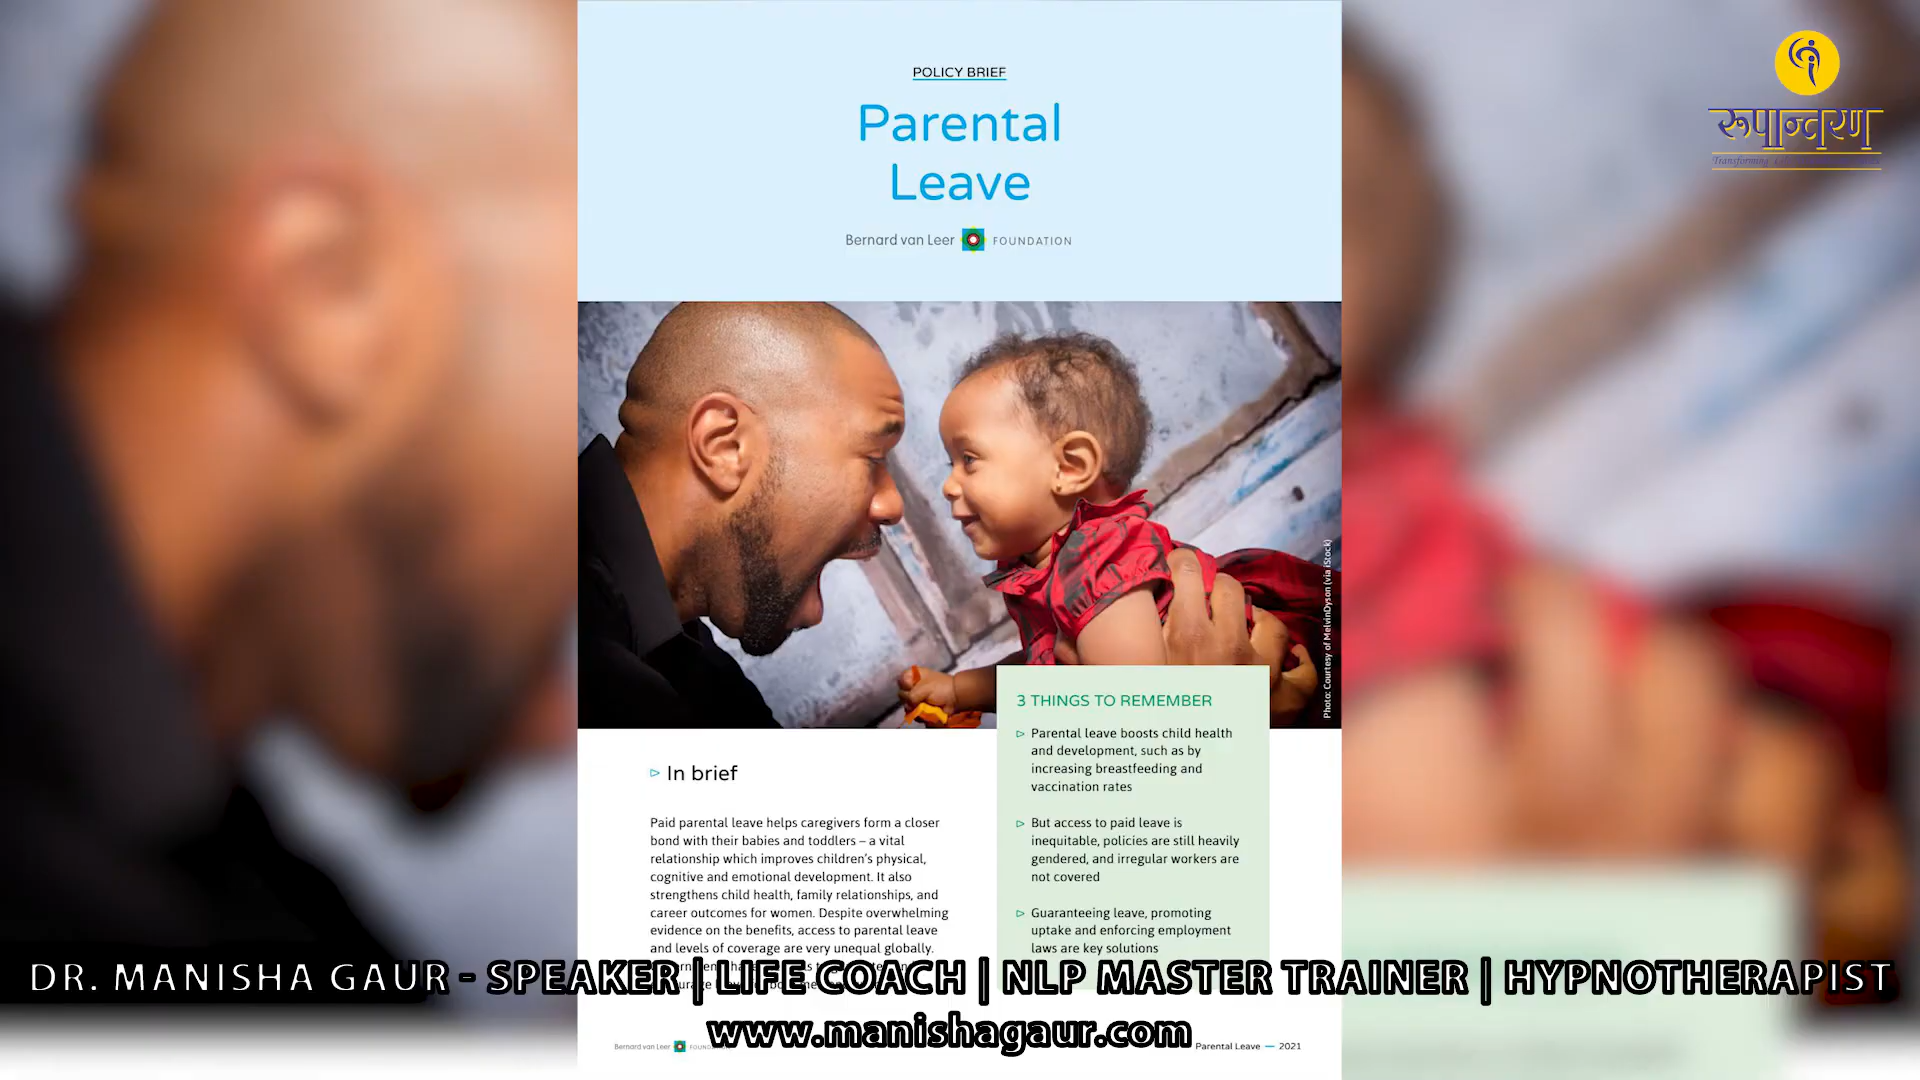 POLICY BRIEF
Parental
Leave
Bernard van Leer FOUNDATION
रूपान्तरण
Transforming
Photo: Courtesy of MelvinDyson (via iStock)
In brief
Paid parental leave helps caregivers form a closer
bond with their babies and toddlers – a vital
relationship which improves children’s physical,
cognitive and emotional development. It also
strengthens child health, family relationships, and
career outcomes for women. Despite overwhelming
evidence on the benefits, access to parental leave
and levels of coverage are very unequal globally.
3 THINGS TO REMEMBER
Parental leave boosts child health
and development, such as by
increasing breastfeeding and
vaccination rates
But access to paid leave is
inequitable, policies are still heavily
gendered, and irregular workers are
not covered
Guaranteeing leave, promoting
uptake and enforcing employment
laws are key solutions
DR. MANISHA GAUR - SPEAKER | LIFE COACH | NLP MASTER TRAINER | HYPNOTHERAPIST
www.manishagaur.com
Bernard van Leer
Parental Leave — 2021